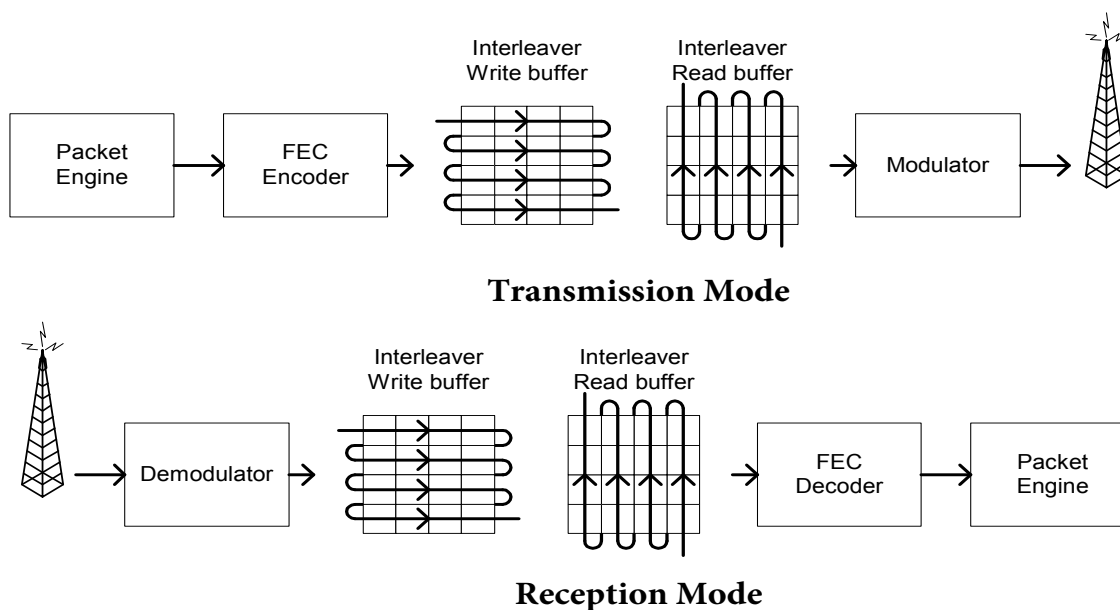 Interleaver
Write buffer
Interleaver
Read buffer
Packet
Engine
FEC
Encoder
Modulator
Transmission Mode
Interleaver
Write buffer
Interleaver
Read buffer
Demodulator
FEC
Decoder
Packet
Engine
Reception Mode